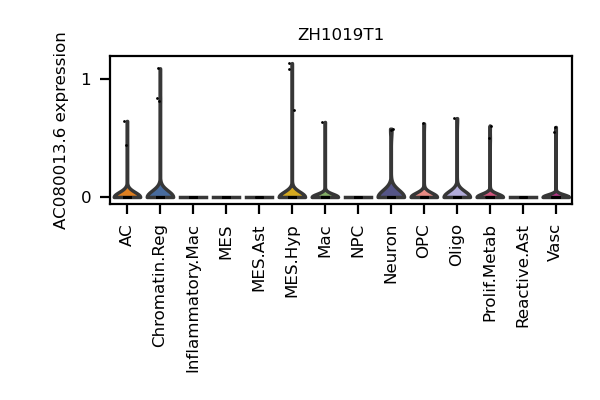 ZH1019T1
AC080013.6 expression
1
0
AC
Chromatin.Reg
Inflammatory.Mac
MES
MES.Ast
MES.Hyp
Mac
NPC
Neuron
OPC
Oligo
Prolif.Metab
Reactive.Ast
Vasc